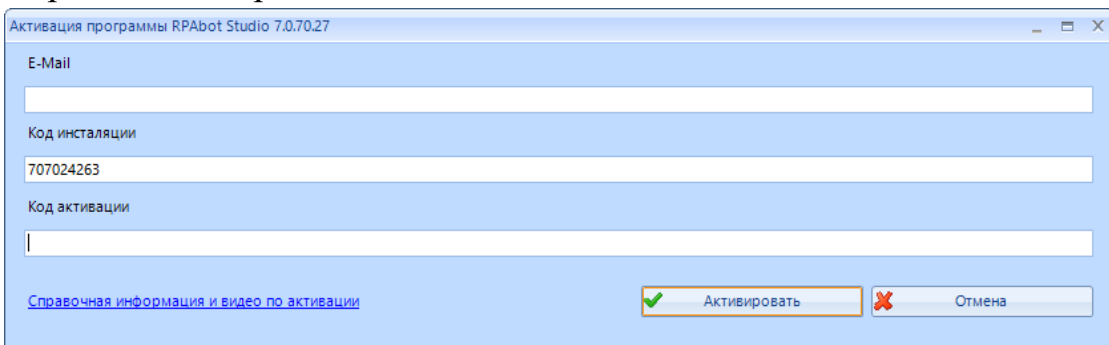 Активация программы RPAbot Studio 7.0.70.27
E-Mail
Код инсталяции
707024263
Код активации
Справочная информация и видео по активации
Активировать
Отмена